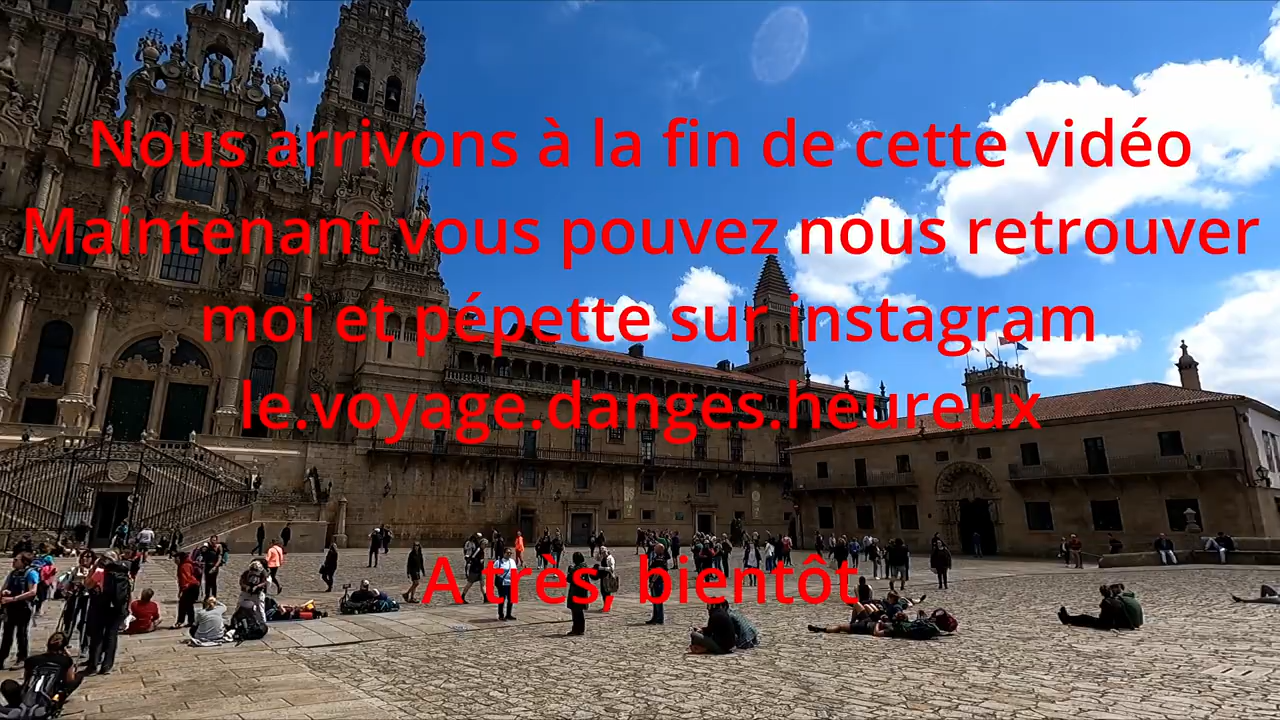 Nous arrivons à la fin de cette vidéo
Maintenant vous pouvez nous retrouver
moi et pépette sur instagram
le.voyage.danges.heureux
A très, bientôt